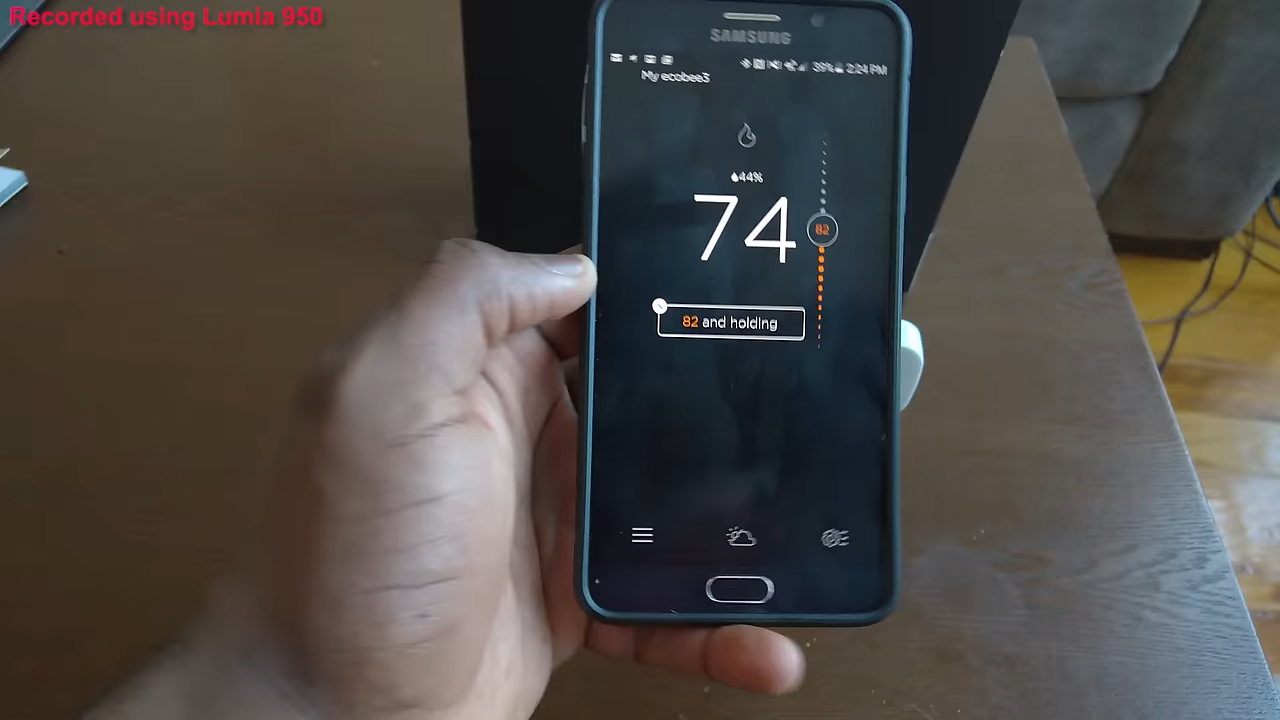 Recorded using Lumia 950
SAMSUNG
39% 2:24 PM
My ecobee3
44%
74
82
82 and holding